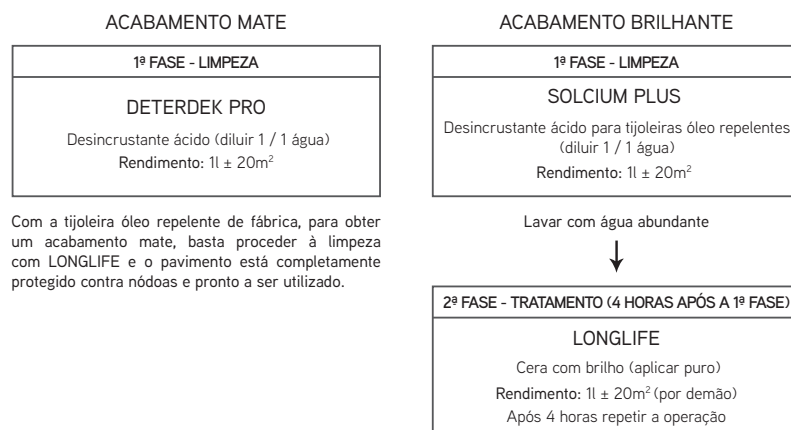 ACABAMENTO MATE
1ª FASE - LIMPEZA
DETERDEK PRO
Desincrustante ácido (diluir 1 / 1 água)
Rendimento: 1l ± 20m²
Com a tijoleira óleo repelente de fábrica, para obter
um acabamento mate, basta proceder à limpeza
com LONGLIFE e o pavimento está completamente
protegido contra nódoas e pronto a ser utilizado.
ACABAMENTO BRILHANTE
1ª FASE - LIMPEZA
SOLCIUM PLUS
Desincrustante ácido para tijoleiras óleo repelentes
(diluir 1 / 1 água)
Rendimento: 1l ± 20m²
Lavar com água abundante
2ª FASE - TRATAMENTO (4 HORAS APÓS A 1ª FASE)
LONGLIFE
Cera com brilho (aplicar puro)
Rendimento: 1l ± 20m² (por demão)
Após 4 horas repetir a operação